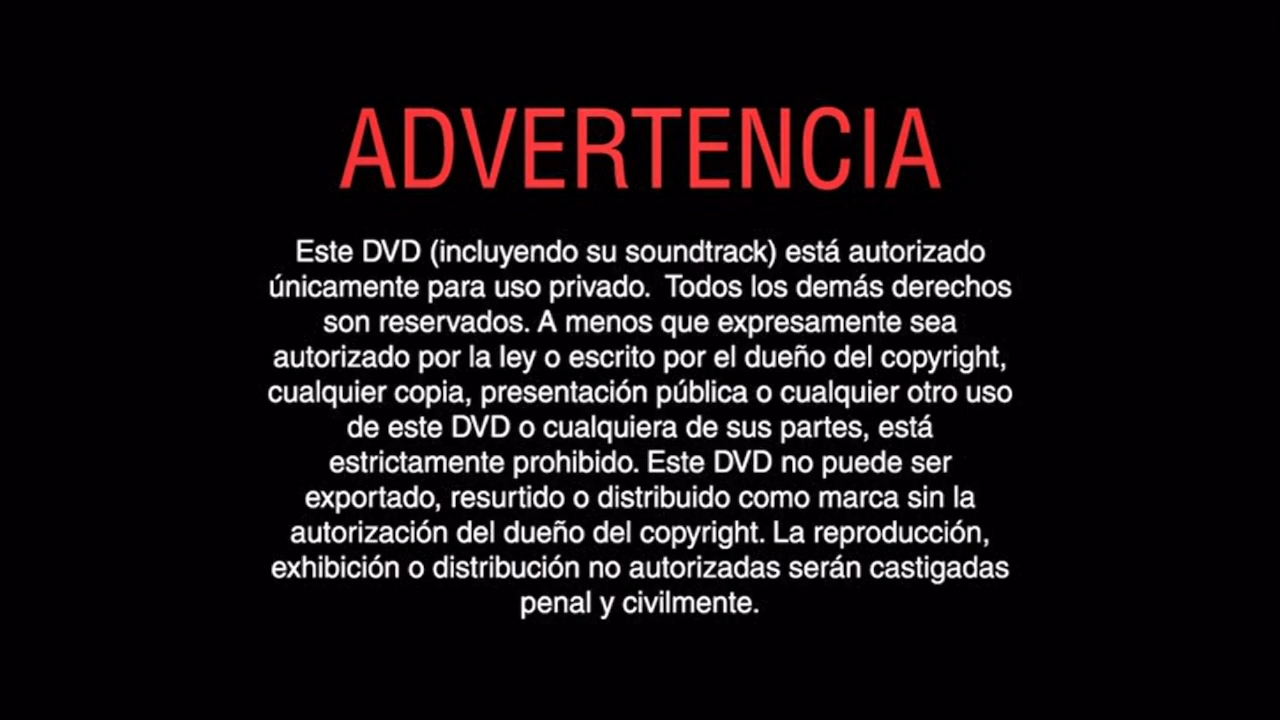 ADVERTENCIA
Este DVD (incluyendo su soundtrack) está autorizado
únicamente para uso privado.  Todos los demás derechos
son reservados. A menos que expresamente sea
autorizado por la ley o escrito por el dueño del copyright,
cualquier copia, presentación pública o cualquier otro uso
de este DVD o cualquiera de sus partes, está
estrictamente prohibido. Este DVD no puede ser
exportado, resurtido o distribuido como marca sin la
autorización del dueño del copyright. La reproducción,
exhibición o distribución no autorizadas serán castigadas
penal y civilmente.